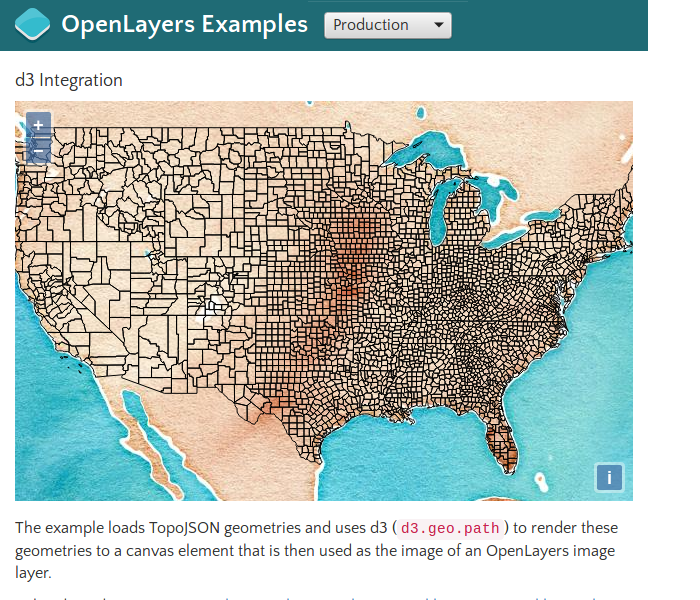 OpenLayers Examples
Production
d3 Integration
+
−
i
The example loads TopoJSON geometries and uses d3 ( d3.geo.path ) to render these
geometries to a canvas element that is then used as the image of an OpenLayers image
layer.